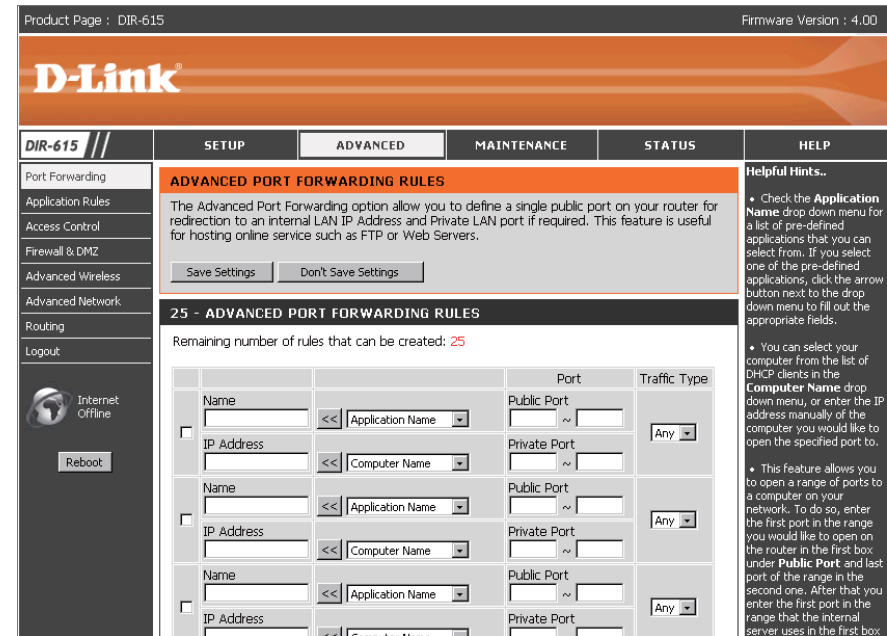 Product Page : DIR-615
Firmware Version : 4.00
D-Link®
DIR-615
SETUP
ADVANCED
MAINTENANCE
STATUS
HELP
Port Forwarding
Application Rules
Access Control
Firewall & DMZ
Advanced Wireless
Advanced Network
Routing
Logout
Internet
Offline
Reboot
ADVANCED PORT FORWARDING RULES
The Advanced Port Forwarding option allow you to define a single public port on your router for
redirection to an internal LAN IP Address and Private LAN port if required. This feature is useful
for hosting online service such as FTP or Web Servers.
Save Settings
Don't Save Settings
25 - ADVANCED PORT FORWARDING RULES
Remaining number of rules that can be created: 25
Port
Traffic Type
Name
<< Application Name
Public Port
~
Any
IP Address
<< Computer Name
Private Port
~
Name
<< Application Name
Public Port
~
Any
IP Address
<< Computer Name
Private Port
~
Name
<< Application Name
Public Port
~
Any
IP Address
<< Computer Name
Private Port
~
Helpful Hints..
• Check the Application
Name drop down menu for
a list of pre-defined
applications that you can
select from. If you select
one of the pre-defined
applications, click the arrow
button next to the drop
down menu to fill out the
appropriate fields.
• You can select your
computer from the list of
DHCP clients in the
Computer Name drop
down menu, or enter the IP
address manually of the
computer you would like to
open the specified port to.
• This feature allows you
to open a range of ports to
a computer on your
network. To do so, enter
the first port in the range
you would like to open on
the router in the first box
under Public Port and last
port of the range in the
second one. After that you
enter the first port in the
range that the internal
server uses in the first box